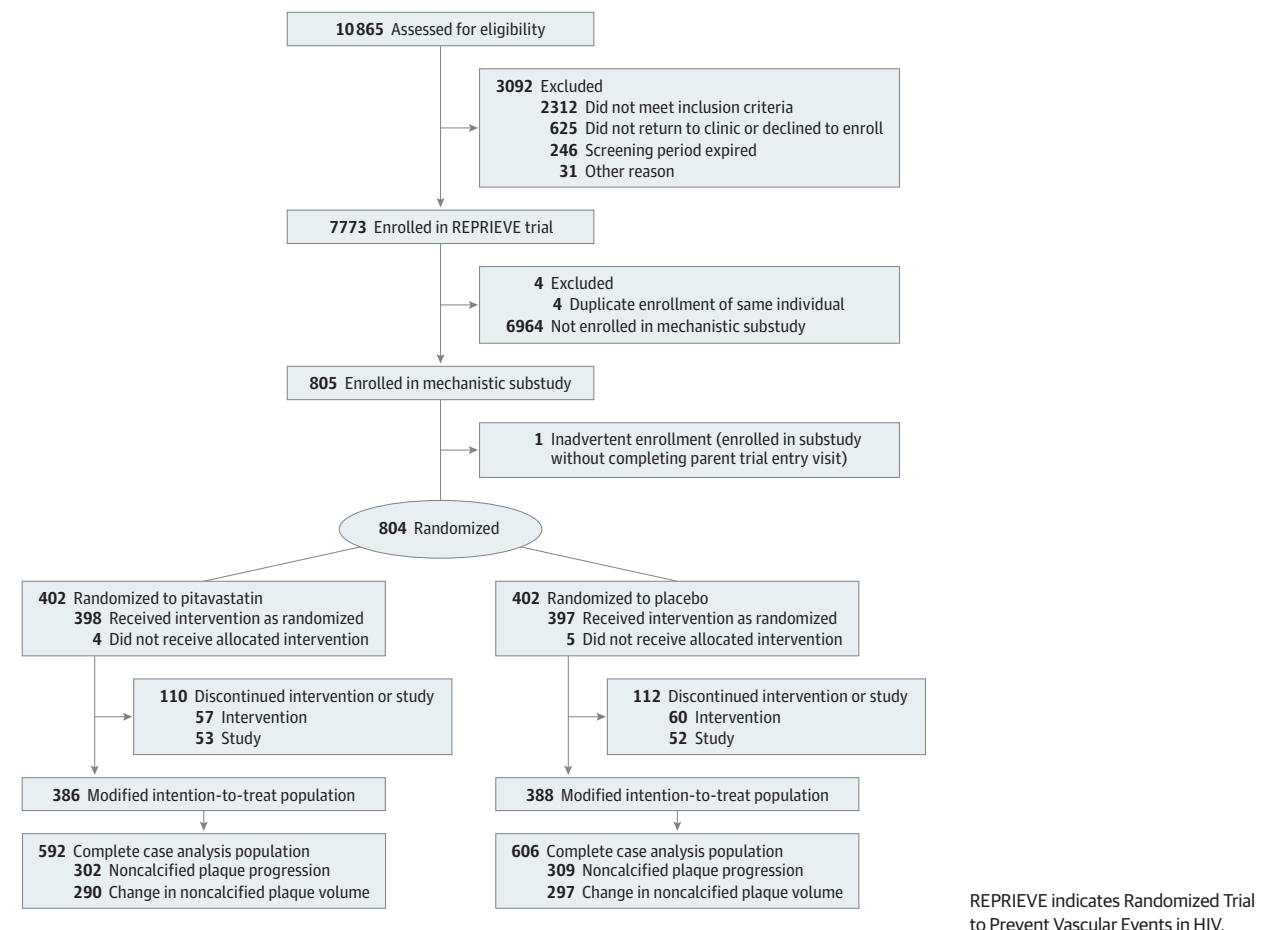 10865 Assessed for eligibility
3092 Excluded
2312 Did not meet inclusion criteria
625 Did not return to clinic or declined to enroll
246 Screening period expired
31 Other reason
7773 Enrolled in REPRIEVE trial
4 Excluded
4 Duplicate enrollment of same individual
6964 Not enrolled in mechanistic substudy
805 Enrolled in mechanistic substudy
1 Inadvertent enrollment (enrolled in substudy
without completing parent trial entry visit)
804 Randomized
402 Randomized to pitavastatin
398 Received intervention as randomized
4 Did not receive allocated intervention
402 Randomized to placebo
397 Received intervention as randomized
5 Did not receive allocated intervention
110 Discontinued intervention or study
57 Intervention
53 Study
112 Discontinued intervention or study
60 Intervention
52 Study
386 Modified intention-to-treat population
388 Modified intention-to-treat population
592 Complete case analysis population
302 Noncalcified plaque progression
290 Change in noncalcified plaque volume
606 Complete case analysis population
309 Noncalcified plaque progression
297 Change in noncalcified plaque volume
REPRIEVE indicates Randomized Trial
to Prevent Vascular Events in HIV.